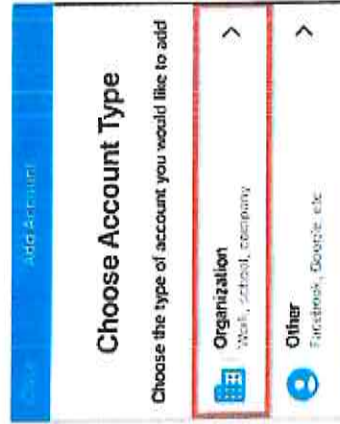 Close Add Account
Choose Account Type
Choose the type of account you would like to add
Organization
Work, school, company
Other
Facebook, Google, etc